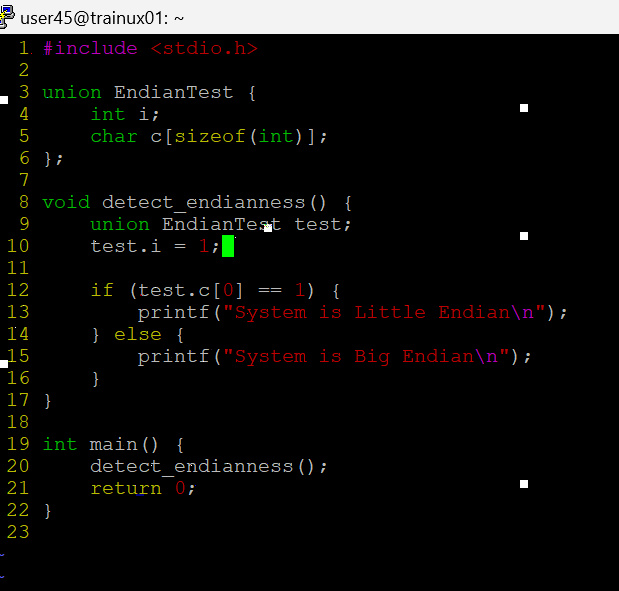 user45@trainux01: ~
1 #include <stdio.h>
2
3 union EndianTest {
4     int i;
5     char c[sizeof(int)];
6 };
7
8 void detect_endianness() {
9     union EndianTest test;
10     test.i = 1;
11
12     if (test.c[0] == 1) {
13         printf("System is Little Endian\n");
14     } else {
15         printf("System is Big Endian\n");
16     }
17 }
18
19 int main() {
20     detect_endianness();
21     return 0;
22 }
23
~
~